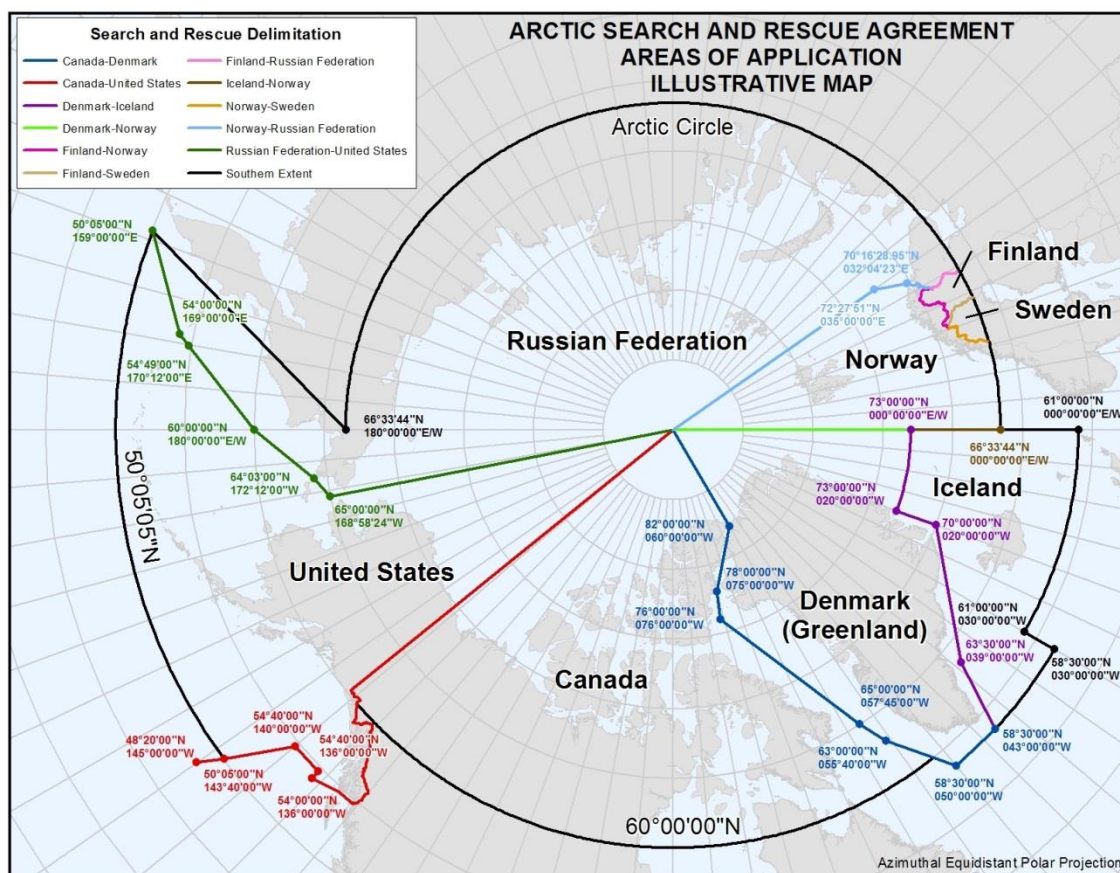 ARCTIC SEARCH AND RESCUE AGREEMENT
AREAS OF APPLICATION
ILLUSTRATIVE MAP
Search and Rescue Delimitation
Canada-Denmark
Canada-United States
Denmark-Iceland
Denmark-Norway
Finland-Norway
Finland-Sweden
Finland-Russian Federation
Iceland-Norway
Norway-Sweden
Norway-Russian Federation
Russian Federation-United States
Southern Extent
Arctic Circle
50°05'00"N
159°00'00"E
54°00'00"N
169°00'00"E
54°49'00"N
170°12'00"E
60°00'00"N
180°00'00"E/W
64°03'00"N
172°12'00"W
65°00'00"N
168°58'24"W
66°33'44"N
180°00'00"E/W
50°05'05"N
Russian Federation
70°16'28.95"N
032°04'23"E
72°27'51"N
035°00'00"E
Finland
Sweden
Norway
73°00'00"N
000°00'00"E/W
61°00'00"N
000°00'00"E/W
66°33'44"N
000°00'00"E/W
Iceland
73°00'00"N
020°00'00"W
70°00'00"N
020°00'00"W
82°00'00"N
060°00'00"W
78°00'00"N
075°00'00"W
76°00'00"N
076°00'00"W
United States
Denmark
(Greenland)
61°00'00"N
030°00'00"W
63°30'00"N
039°00'00"W
58°30'00"N
030°00'00"W
Canada
65°00'00"N
057°45'00"W
63°00'00"N
055°40'00"W
58°30'00"N
043°00'00"W
58°30'00"N
050°00'00"W
54°40'00"N
140°00'00"W
54°40'00"N
136°00'00"W
48°20'00"N
145°00'00"W
50°05'00"N
143°40'00"W
54°00'00"N
136°00'00"W
60°00'00"N
Azimuthal Equidistant Polar Projection